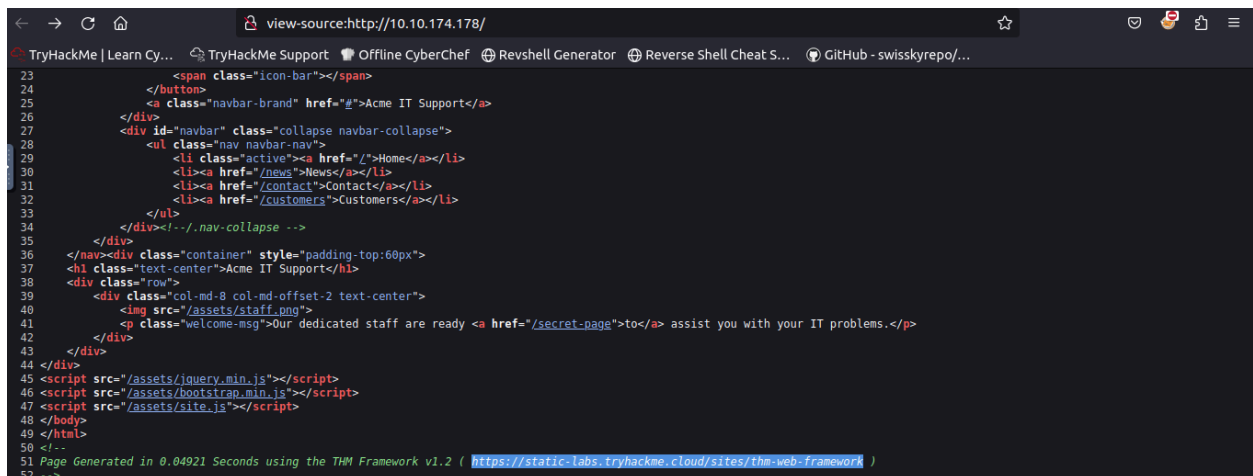 view-source:http://10.10.174.178/
TryHackMe | Learn Cy... TryHackMe Support Offline CyberChef Revshell Generator Reverse Shell Cheat S... GitHub - swisskyrepo/...
23 <span class="icon-bar"></span>
24 </button>
25 <a class="navbar-brand" href="#">Acme IT Support</a>
26 </div>
27 <div id="navbar" class="collapse navbar-collapse">
28 <ul class="nav navbar-nav">
29 <li class="active"><a href="/">Home</a></li>
30 <li><a href="/news">News</a></li>
31 <li><a href="/contact">Contact</a></li>
32 <li><a href="/customers">Customers</a></li>
33 </ul>
34 </div><!--/.nav-collapse -->
35 </div>
36 </nav><div class="container" style="padding-top:60px">
37 <h1 class="text-center">Acme IT Support</h1>
38 <div class="row">
39 <div class="col-md-8 col-md-offset-2 text-center">
40 <img src="/assets/staff.png">
41 <p class="welcome-msg">Our dedicated staff are ready <a href="/secret-page">to</a> assist you with your IT problems.</p>
42 </div>
43 </div>
44 </div>
45 <script src="/assets/jquery.min.js"></script>
46 <script src="/assets/bootstrap.min.js"></script>
47 <script src="/assets/site.js"></script>
48 </body>
49 </html>
50 <!--
51 Page Generated in 0.04921 Seconds using the THM Framework v1.2 ( https://static-labs.tryhackme.cloud/sites/thm-web-framework )
52 -->